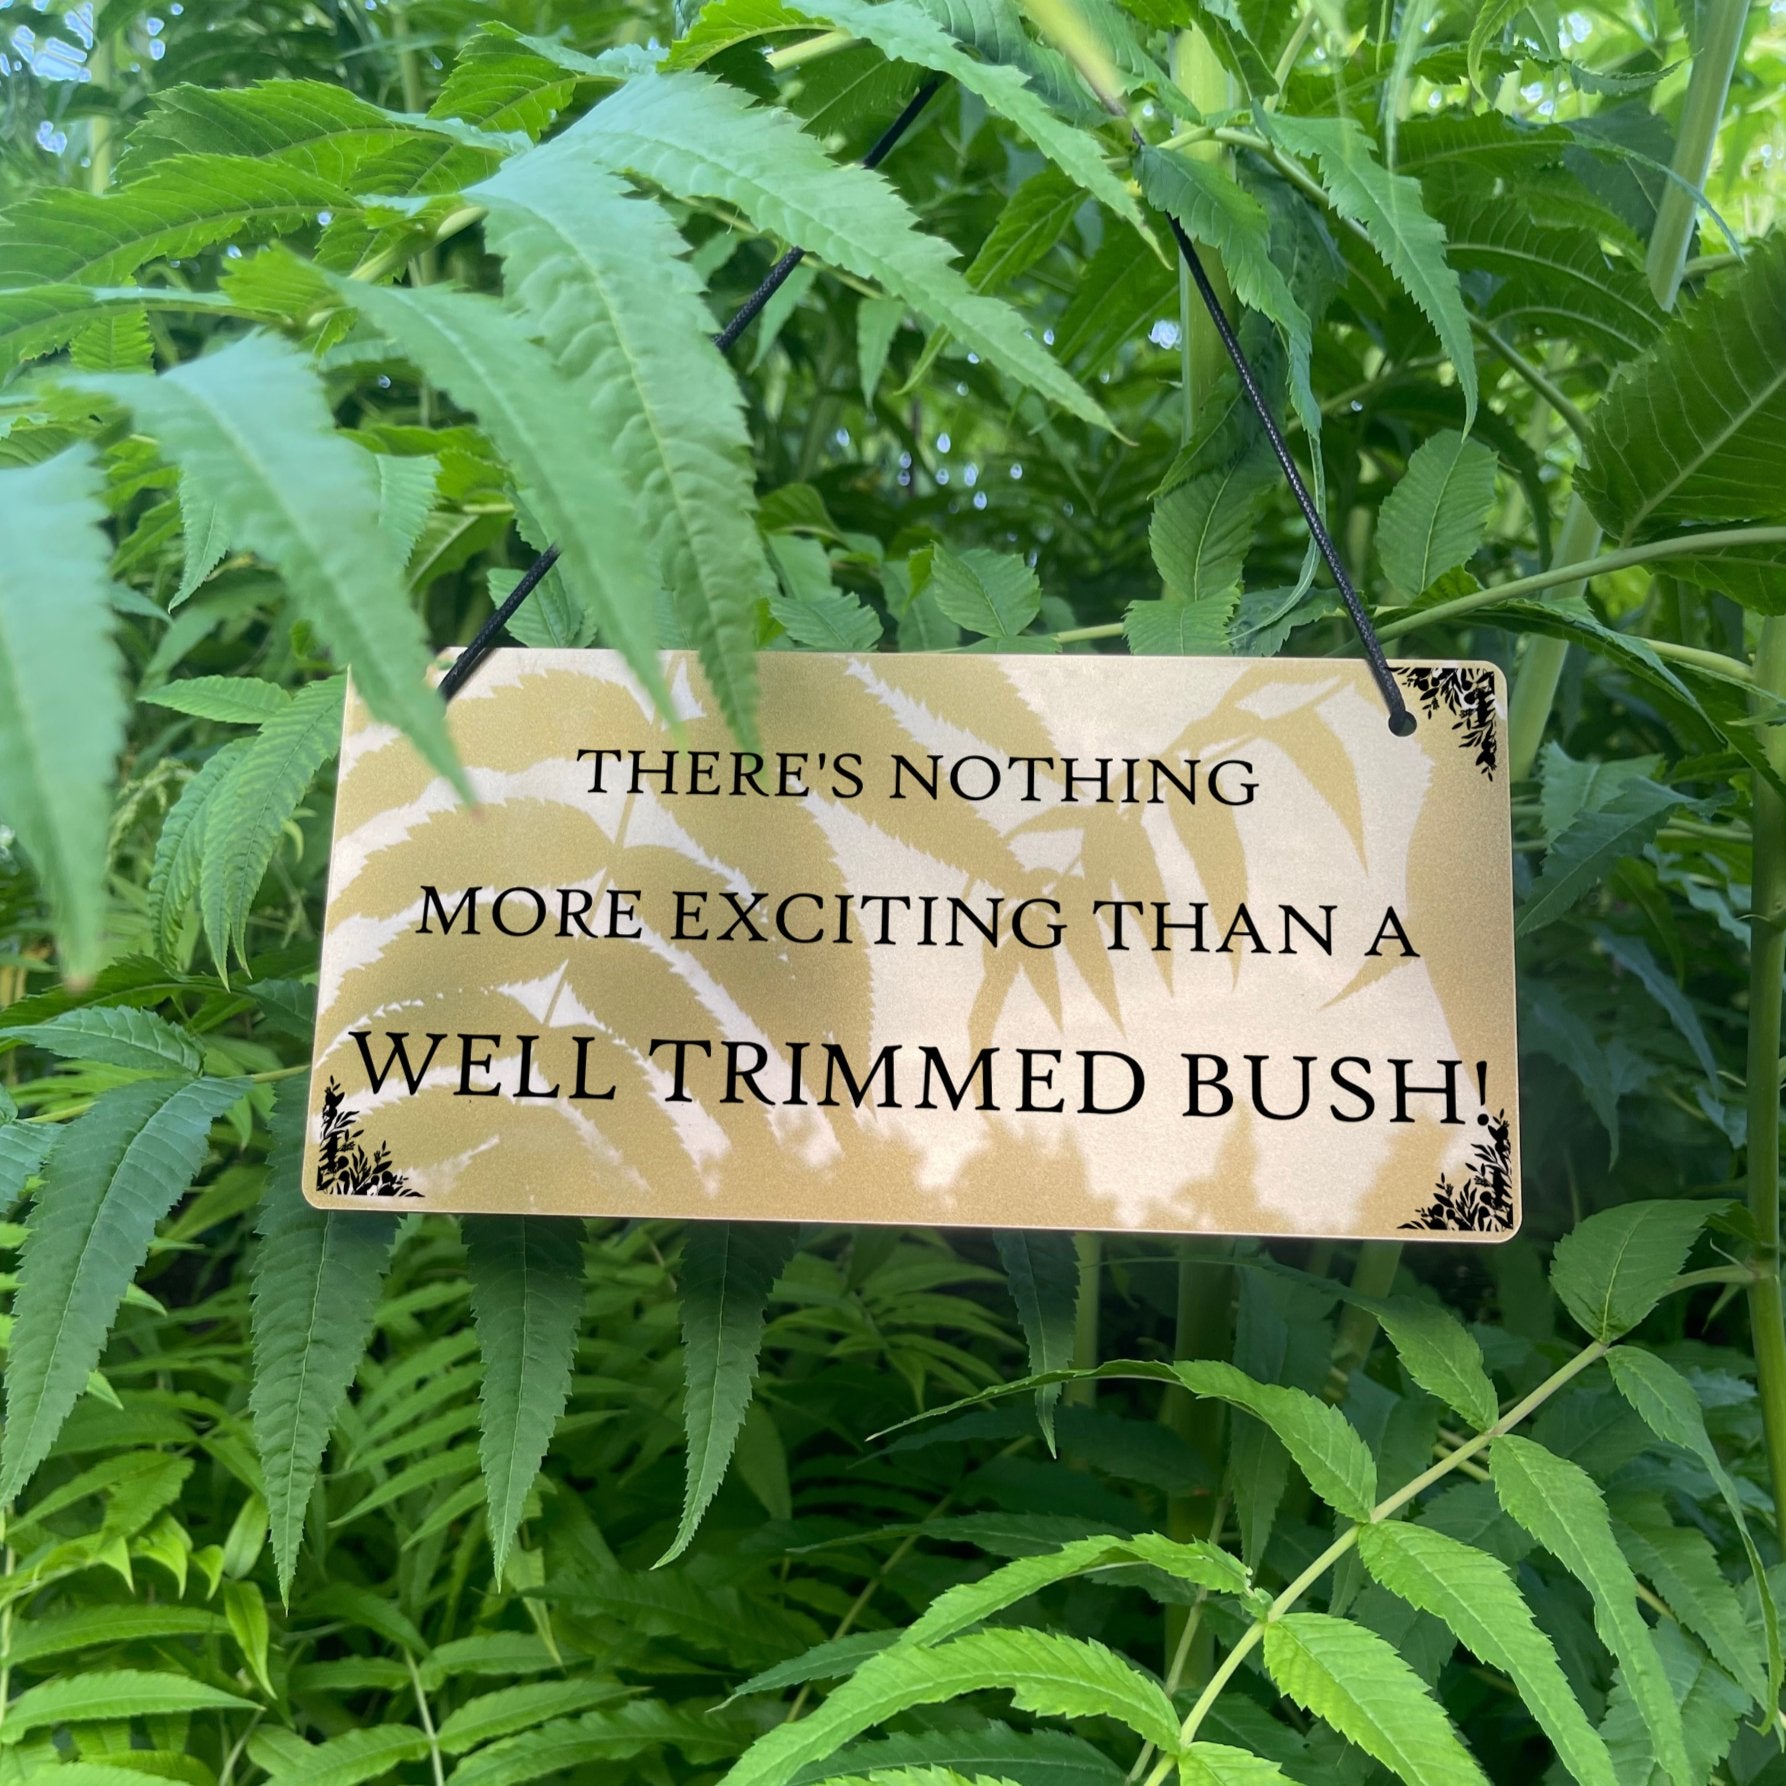 THERE'S NOTHING
MORE EXCITING THAN A
WELL TRIMMED BUSH!